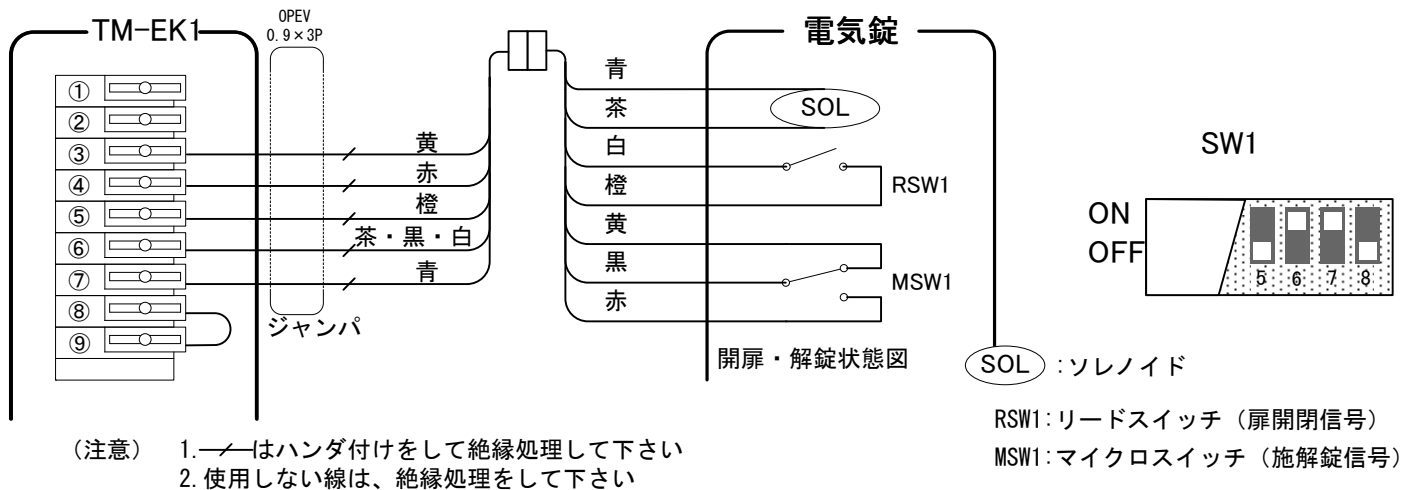 TM-EK1
OPEV
0.9×3P
電気錠
①
②
③
④
⑤
⑥
⑦
⑧
⑨
黄
赤
橙
茶・黒・白
青
ジャンパ
青
茶
白
橙
黄
黒
赤
SOL
RSW1
MSW1
開扉・解錠状態図
SW1
ON
OFF
5 6 7 8
SOL :ソレノイド
RSW1:リードスイッチ（扉開閉信号）
MSW1:マイクロスイッチ（施解錠信号）
（注意） 1.はハンダ付けをして絶縁処理して下さい
2.使用しない線は、絶縁処理をして下さい